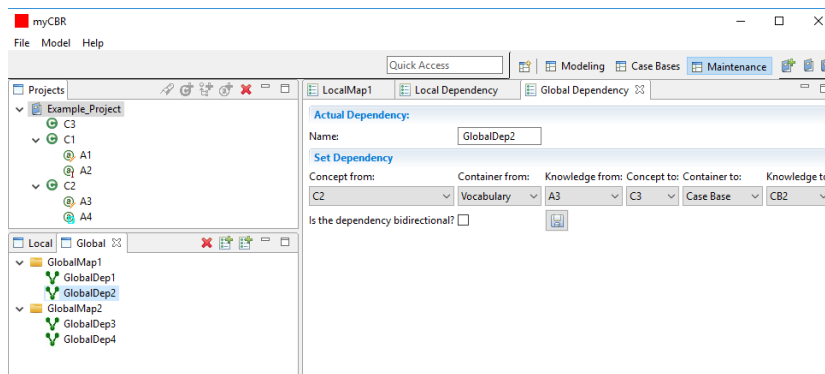 myCBR
File Model Help
Quick Access
Modeling Case Bases Maintenance
Projects
Example_Project
C3
C1
A1
A2
C2
A3
A4
Local Global
GlobalMap1
GlobalDep1
GlobalDep2
GlobalMap2
GlobalDep3
GlobalDep4
LocalMap1 Local Dependency Global Dependency
Actual Dependency:
Name: GlobalDep2
Set Dependency
Concept from: Container from: Knowledge from: Concept to: Container to: Knowledge
C2 Vocabulary A3 C3 Case Base CB2
Is the dependency bidirectional?